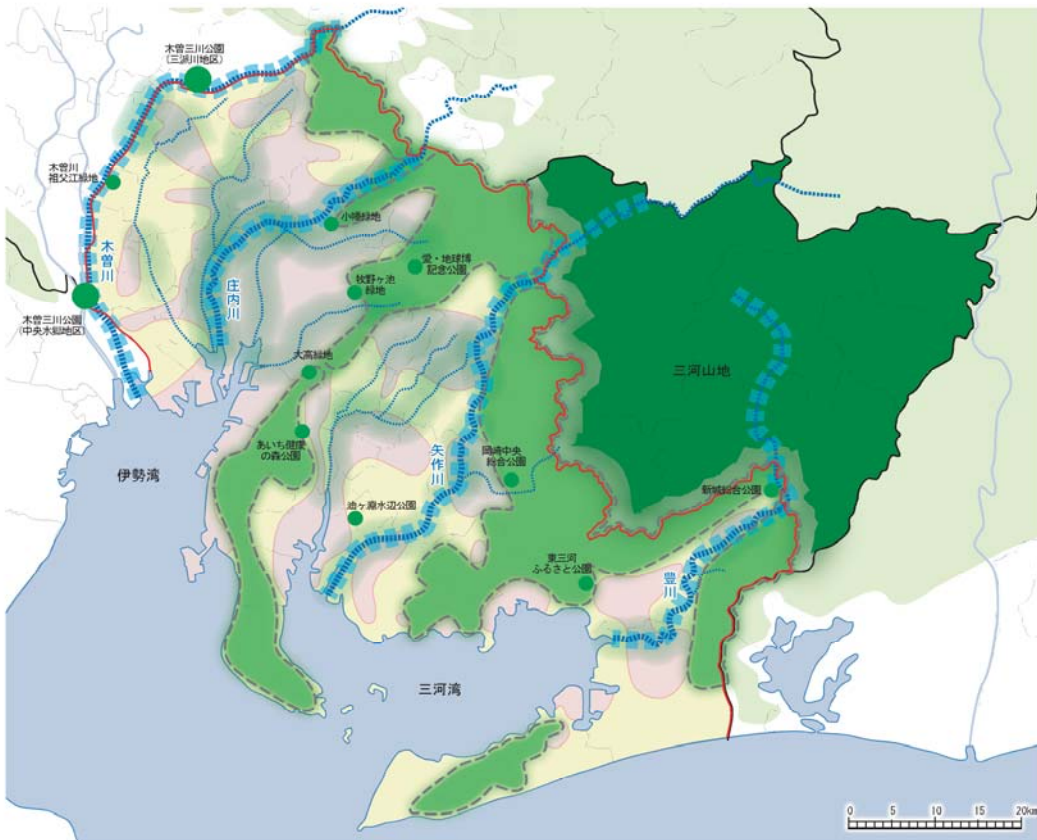 木曽三川公園
(三派川地区)
木曽川
祖父江緑地
木曽川
庄内川
小幡緑地
愛・地球博
記念公園
牧野ヶ池
緑地
木曽三川公園
(中央水郷地区)
大高緑地
三河山地
あいち健康
の森公園
伊勢湾
矢作川
岡崎中央
総合公園
新城総合公園
油ヶ淵水辺公園
東三河
ふるさと公園
豊川
三河湾
0 5 10 15 20km